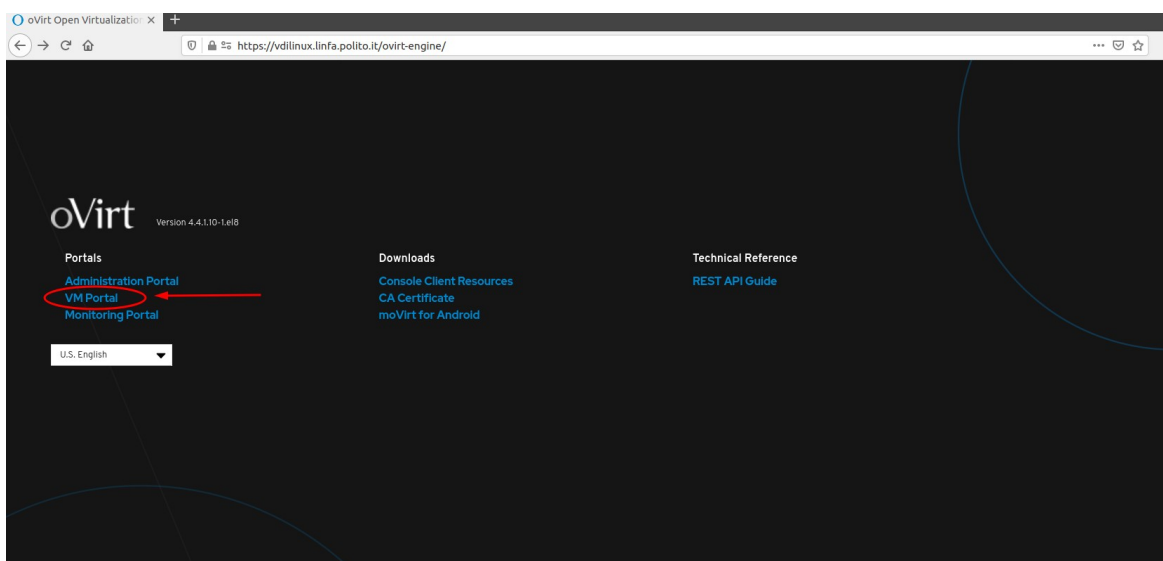 oVirt Open Virtualization
https://vdilinux.linfa.polito.it/ovirt-engine/
oVirt Version 4.4.1.10-1.el8
Portals
Administration Portal
VM Portal
Monitoring Portal
Downloads
Console Client Resources
CA Certificate
moVirt for Android
Technical Reference
REST API Guide
U.S. English